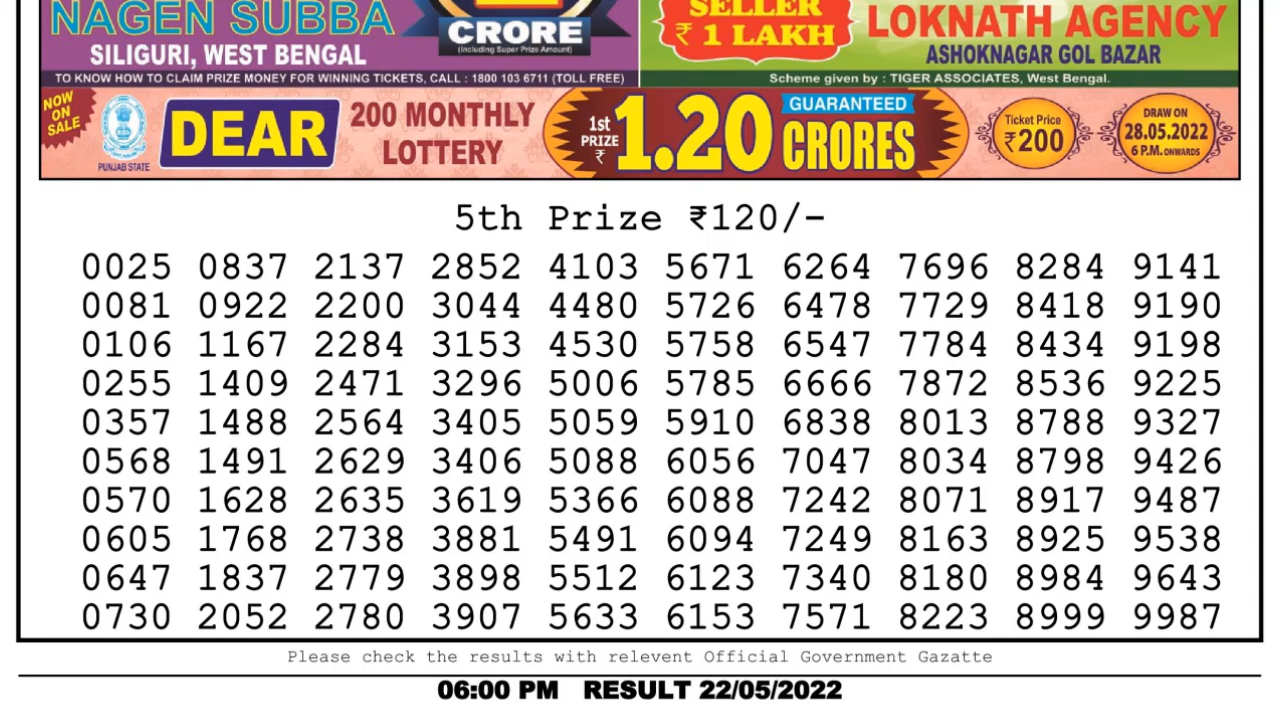 NAGEN SUBBA
SILIGURI, WEST BENGAL
CRORE
(Including Super Prize Amount)
SELLER
₹ 1 LAKH
LOKNATH AGENCY
ASHOKNAGAR GOL BAZAR
TO KNOW HOW TO CLAIM PRIZE MONEY FOR WINNING TICKETS, CALL : 1800 103 6711 (TOLL FREE)
Scheme given by : TIGER ASSOCIATES, West Bengal.
NOW
ON
SALE
PUNJAB STATE
DEAR
200 MONTHLY
LOTTERY
1st
PRIZE
₹
1.20
GUARANTEED
CRORES
Ticket Price
₹200
DRAW ON
28.05.2022
6 P.M. ONWARDS
5th Prize ₹120/-
0025 0837 2137 2852 4103 5671 6264 7696 8284 9141
0081 0922 2200 3044 4480 5726 6478 7729 8418 9190
0106 1167 2284 3153 4530 5758 6547 7784 8434 9198
0255 1409 2471 3296 5006 5785 6666 7872 8536 9225
0357 1488 2564 3405 5059 5910 6838 8013 8788 9327
0568 1491 2629 3406 5088 6056 7047 8034 8798 9426
0570 1628 2635 3619 5366 6088 7242 8071 8917 9487
0605 1768 2738 3881 5491 6094 7249 8163 8925 9538
0647 1837 2779 3898 5512 6123 7340 8180 8984 9643
0730 2052 2780 3907 5633 6153 7571 8223 8999 9987
Please check the results with relevent Official Government Gazatte
06:00 PM RESULT 22/05/2022